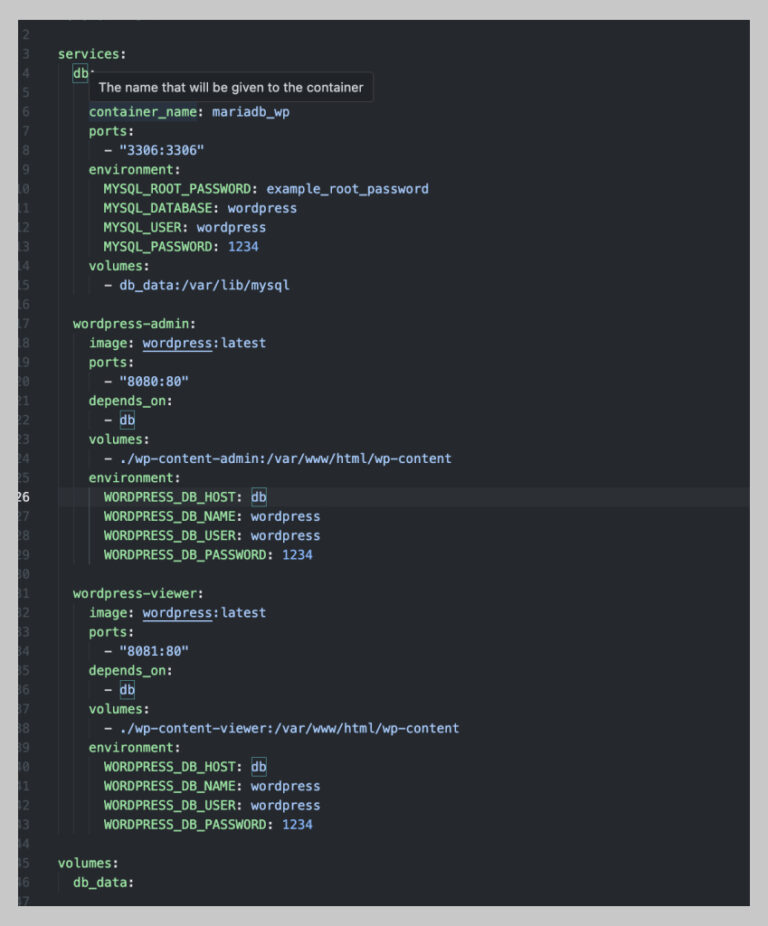 2
3 services:
4 db:
5 The name that will be given to the container
6 container_name: mariadb_wp
7 ports:
8 - "3306:3306"
9 environment:
10 MYSQL_ROOT_PASSWORD: example_root_password
11 MYSQL_DATABASE: wordpress
12 MYSQL_USER: wordpress
13 MYSQL_PASSWORD: 1234
14 volumes:
15 - db_data:/var/lib/mysql
16
17 wordpress-admin:
18 image: wordpress:latest
19 ports:
20 - "8080:80"
21 depends_on:
22 - db
23 volumes:
24 - ./wp-content-admin:/var/www/html/wp-content
25 environment:
26 WORDPRESS_DB_HOST: db
27 WORDPRESS_DB_NAME: wordpress
28 WORDPRESS_DB_USER: wordpress
29 WORDPRESS_DB_PASSWORD: 1234
30
31 wordpress-viewer:
32 image: wordpress:latest
33 ports:
34 - "8081:80"
35 depends_on:
36 - db
37 volumes:
38 - ./wp-content-viewer:/var/www/html/wp-content
39 environment:
40 WORDPRESS_DB_HOST: db
41 WORDPRESS_DB_NAME: wordpress
42 WORDPRESS_DB_USER: wordpress
43 WORDPRESS_DB_PASSWORD: 1234
44
45 volumes:
46 db_data:
47